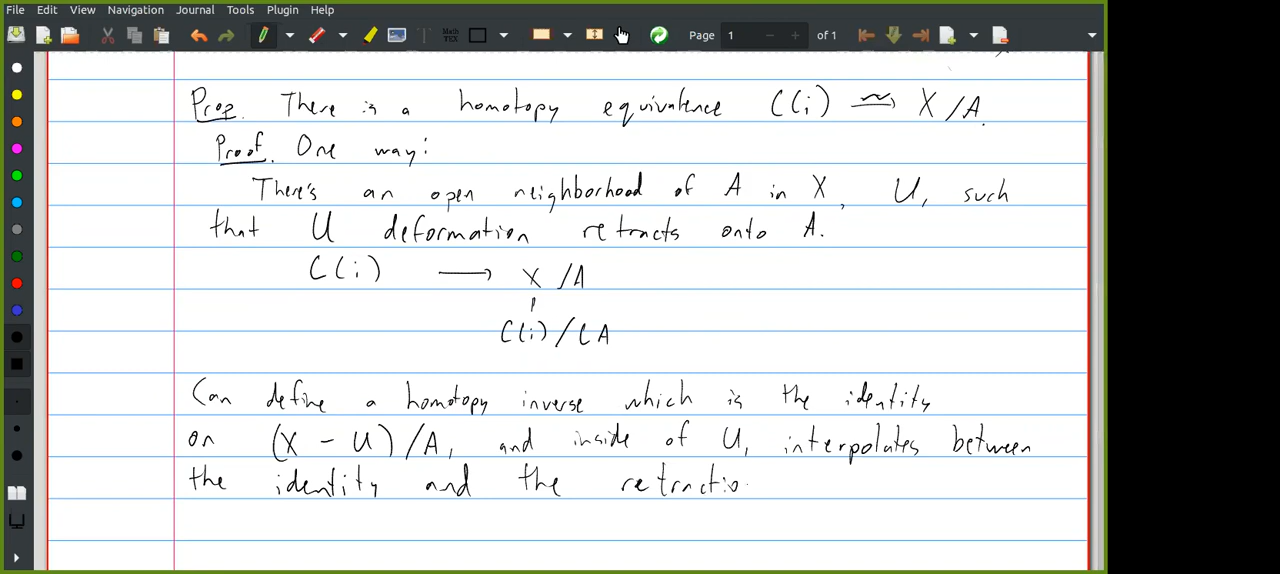 File Edit View Navigation Journal Tools Plugin Help
Math TEX Page 1 of 1
Prop. There is a homotopy equivalence C(i) ≃→ X/A.
Proof. One way:
There's an open neighborhood of A in X, U, such
that U deformation retracts onto A.
C(i) → X/A
C(i)/CA
Can define a homotopy inverse which is the identity
on (X - U)/A, and inside of U, interpolates between
the identity and the retractio